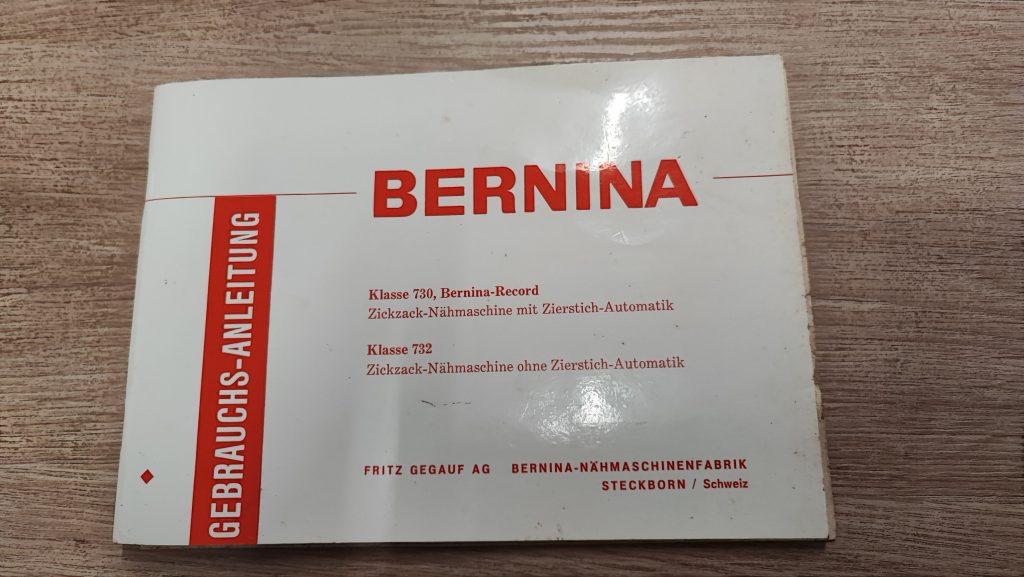 BERNINA
GEBRAUCHS-ANLEITUNG
Klasse 730, Bernina-Record
Zickzack-Nähmaschine mit Zierstich-Automatik
Klasse 732
Zickzack-Nähmaschine ohne Zierstich-Automatik
FRITZ GEGAUF AG BERNINA-NÄHMASCHINENFABRIK
STECKBORN / Schweiz